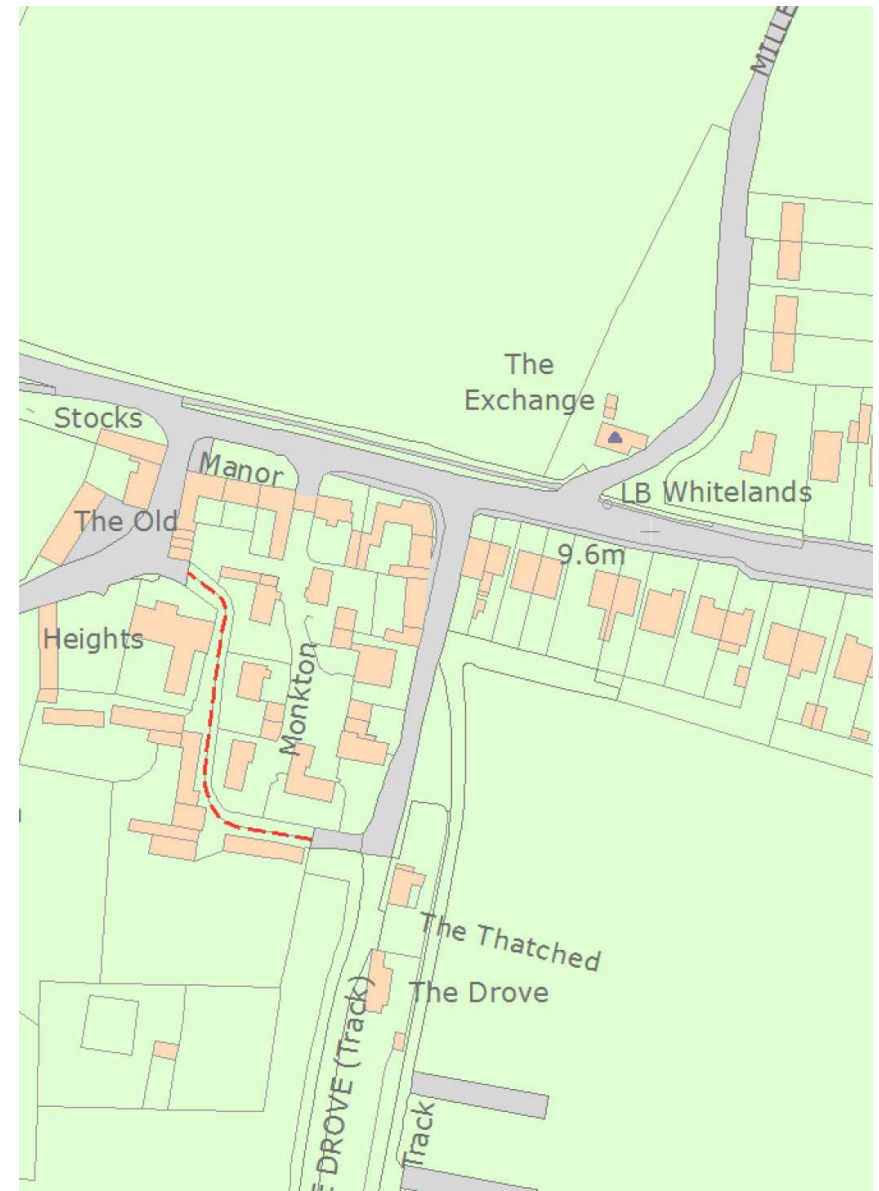 MILLE
The
Exchange
Stocks
Manor
LB Whitelands
The Old
9.6m
Heights
Monkton
The Thatched
The Drove
E DROVE (Track)
Track